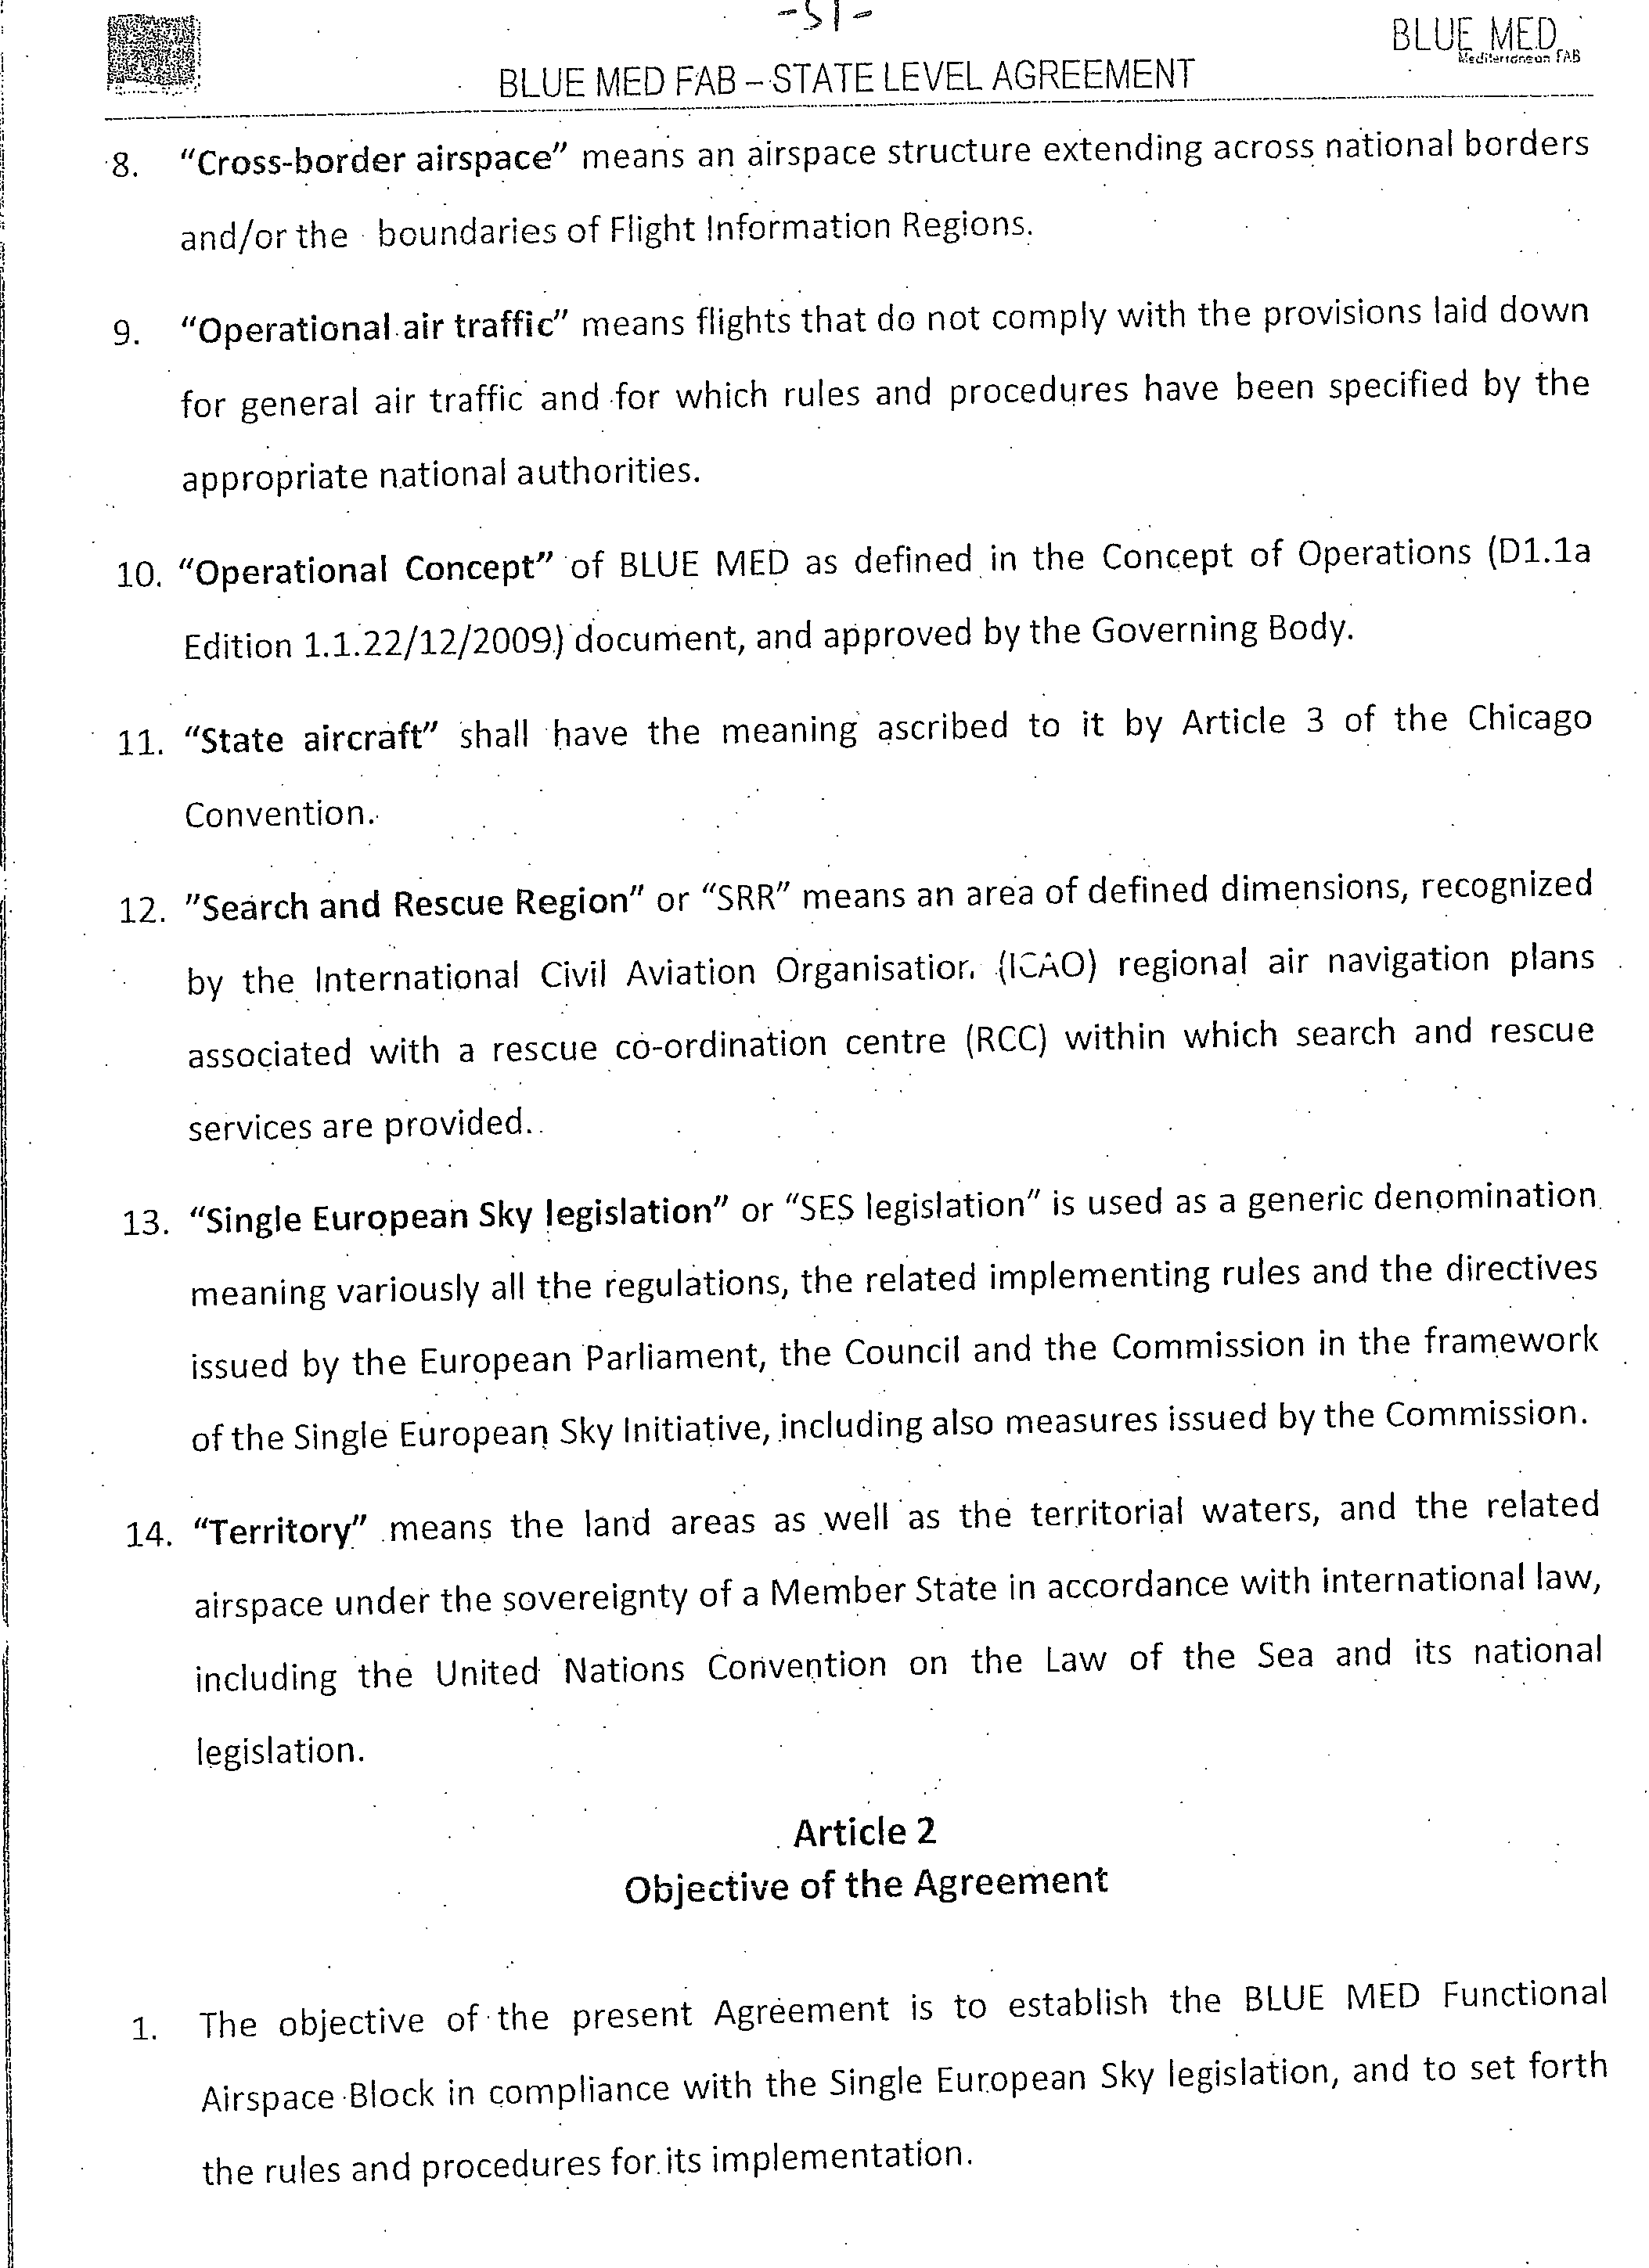 -51-
BLUE MED
Mediterranean FAB
BLUE MED FAB – STATE LEVEL AGREEMENT
8. “Cross-border airspace” means an airspace structure extending across national borders
and/or the boundaries of Flight Information Regions.
9. “Operational air traffic” means flights that do not comply with the provisions laid down
for general air traffic and for which rules and procedures have been specified by the
appropriate national authorities.
10. “Operational Concept” of BLUE MED as defined in the Concept of Operations (D1.1a
Edition 1.1.22/12/2009) document, and approved by the Governing Body.
11. “State aircraft” shall have the meaning ascribed to it by Article 3 of the Chicago
Convention.
12. ”Search and Rescue Region” or “SRR” means an area of defined dimensions, recognized
by the International Civil Aviation Organisation (ICAO) regional air navigation plans
associated with a rescue co-ordination centre (RCC) within which search and rescue
services are provided.
13. “Single European Sky legislation” or “SES legislation” is used as a generic denomination
meaning variously all the regulations, the related implementing rules and the directives
issued by the European Parliament, the Council and the Commission in the framework
of the Single European Sky Initiative, including also measures issued by the Commission.
14. “Territory” means the land areas as well as the territorial waters, and the related
airspace under the sovereignty of a Member State in accordance with international law,
including the United Nations Convention on the Law of the Sea and its national
legislation.
Article 2
Objective of the Agreement
1. The objective of the present Agreement is to establish the BLUE MED Functional
Airspace Block in compliance with the Single European Sky legislation, and to set forth
the rules and procedures for its implementation.